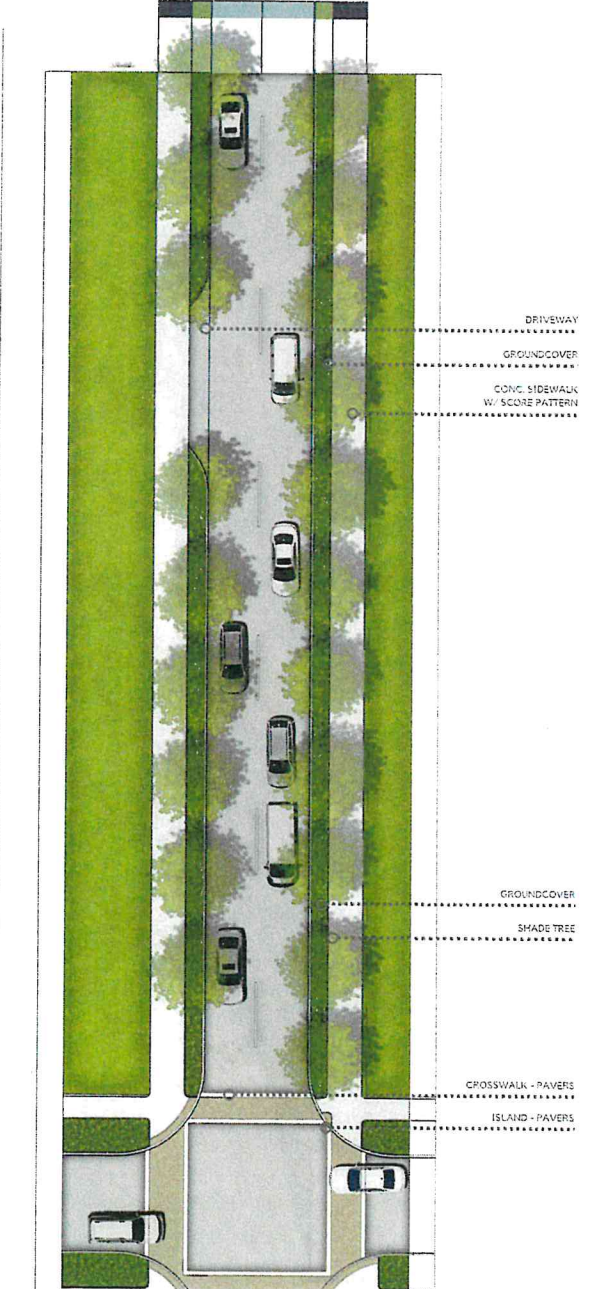 DRIVEWAY
GROUNDCOVER
CONC. SIDEWALK
W/ SCORE PATTERN
GROUNDCOVER
SHADE TREE
CROSSWALK - PAVERS
ISLAND - PAVERS